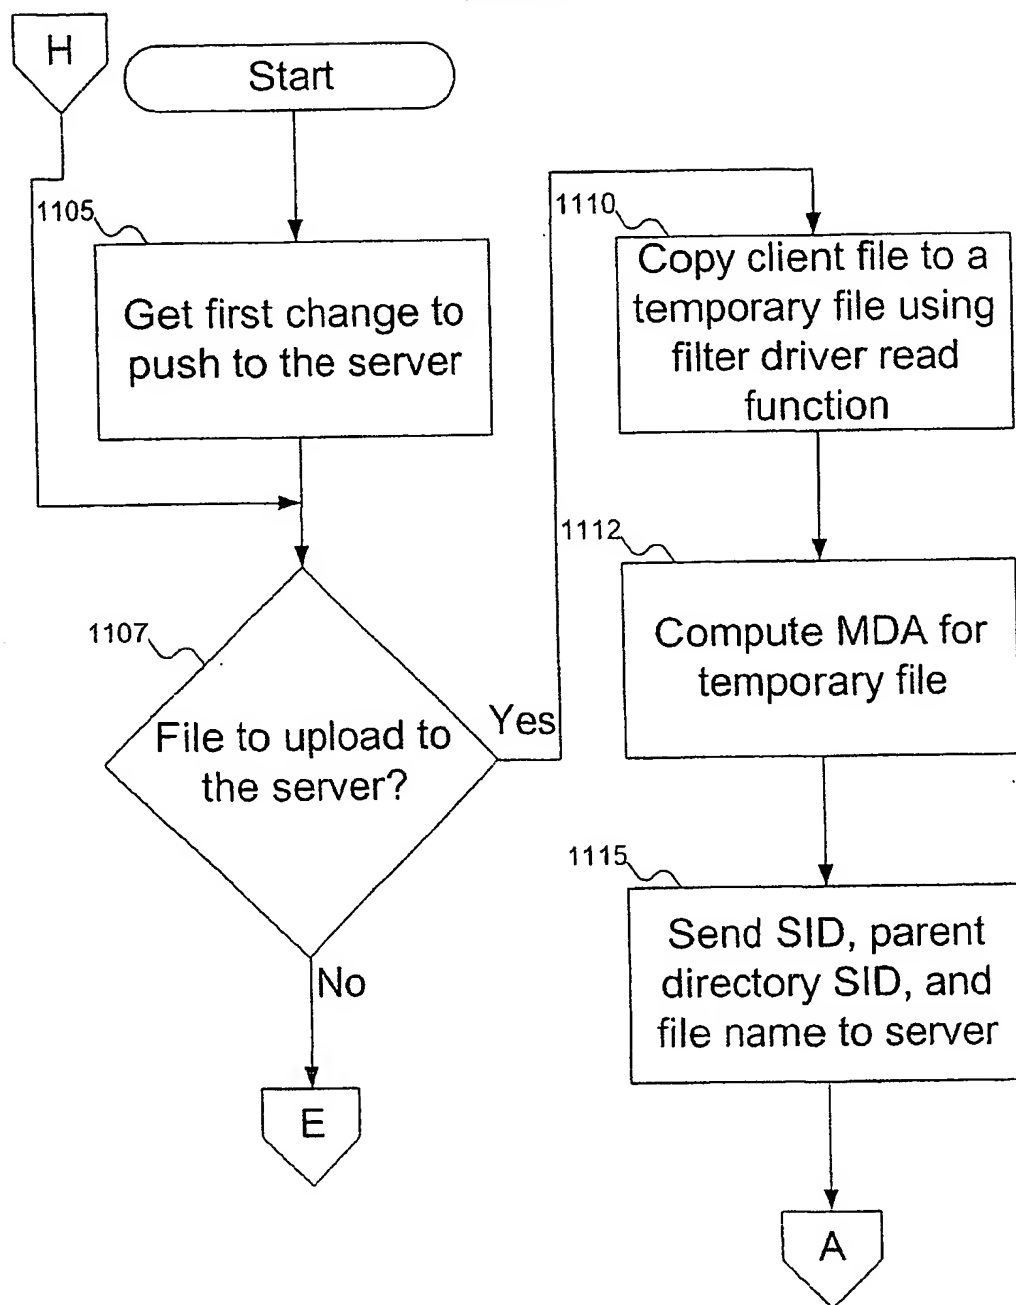 H
Start
1105
Get first change to
push to the server
1107
File to upload to
the server?
Yes
No
E
1110
Copy client file to a
temporary file using
filter driver read
function
1112
Compute MDA for
temporary file
1115
Send SID, parent
directory SID, and
file name to server
A